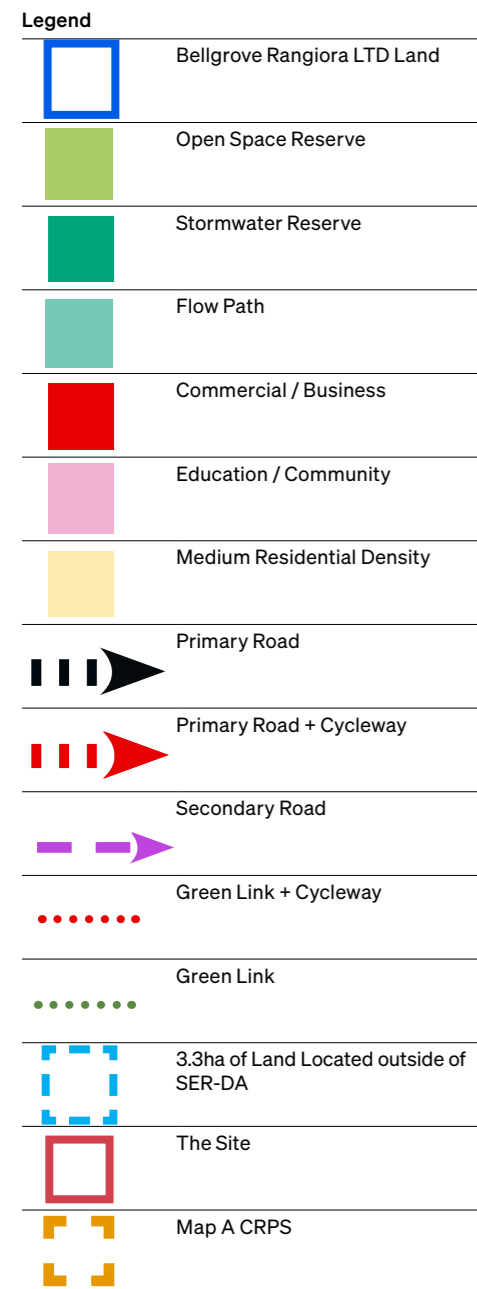 Legend
Bellgrove Rangiora LTD Land
Open Space Reserve
Stormwater Reserve
Flow Path
Commercial / Business
Education / Community
Medium Residential Density
Primary Road
Primary Road + Cycleway
Secondary Road
Green Link + Cycleway
Green Link
3.3ha of Land Located outside of
SER-DA
The Site
Map A CRPS